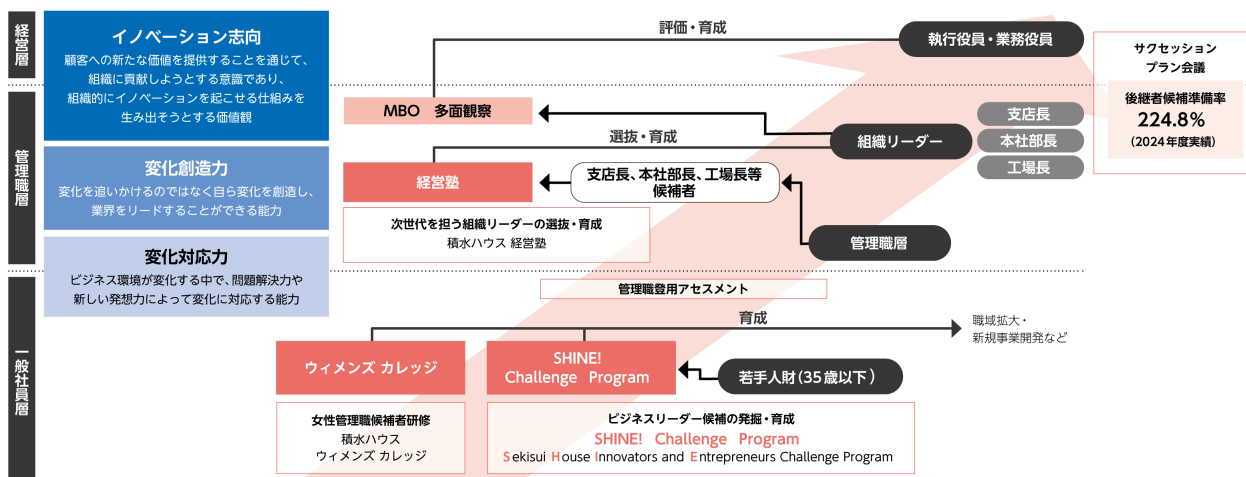 経営層
イノベーション志向
顧客への新たな価値を提供することを通じて、
組織に貢献しようとする意識であり、
組織的にイノベーションを起こせる仕組みを
生み出そうとする価値観
評価・育成
執行役員・業務役員
サクセッション
プラン会議
後継者候補準備率
224.8%
(2024年度実績)
管理職層
MBO 多面観察
選抜・育成
組織リーダー
支店長
本社部長
工場長
変化創造力
変化を追いかけるのではなく自ら変化を創造し、
業界をリードすることができる能力
経営塾
支店長、本社部長、工場長等
候補者
次世代を担う組織リーダーの選抜・育成
積水ハウス 経営塾
管理職層
変化対応力
ビジネス環境が変化する中で、問題解決力や
新しい発想力によって変化に対応する能力
管理職登用アセスメント
一般社員層
育成
職域拡大・
新規事業開発など
ウィメンズ カレッジ
SHINE!
Challenge Program
若手人財(35歳以下)
女性管理職候補者研修
積水ハウス
ウィメンズ カレッジ
ビジネスリーダー候補の発掘・育成
SHINE! Challenge Program
Sekisui House Innovators and Entrepreneurs Challenge Program